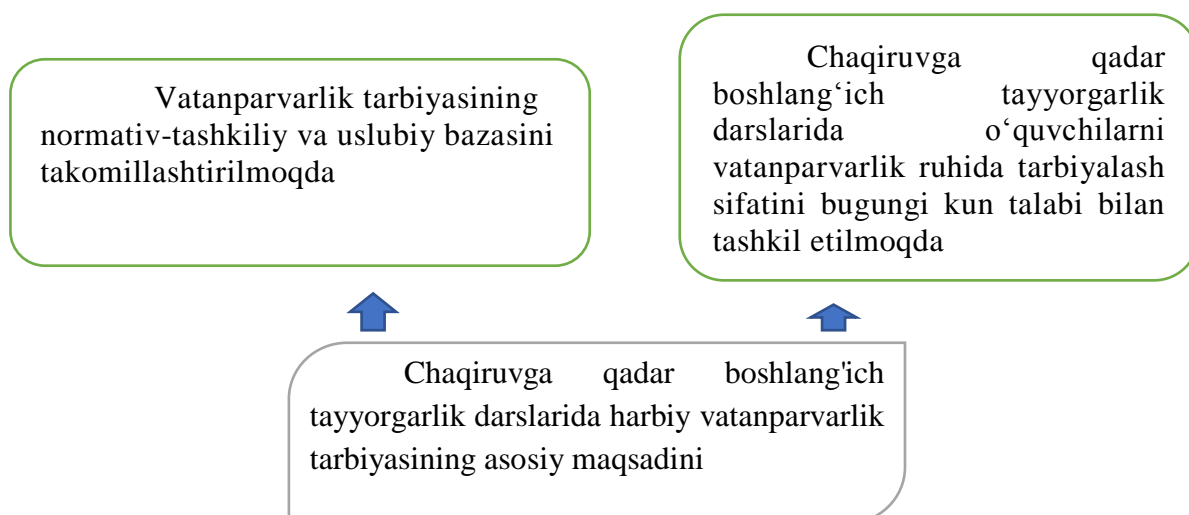 Vatanparvarlik tarbiyasining
normativ-tashkiliy va uslubiy bazasini
takomillashtirilmoqda
Chaqiruvga qadar
boshlang‘ich tayyorgarlik
darslarida o‘quvchilarni
vatanparvarlik ruhida tarbiyalash
sifatini bugungi kun talabi bilan
tashkil etilmoqda
Chaqiruvga qadar boshlang'ich
tayyorgarlik darslarida harbiy vatanparvarlik
tarbiyasining asosiy maqsadini